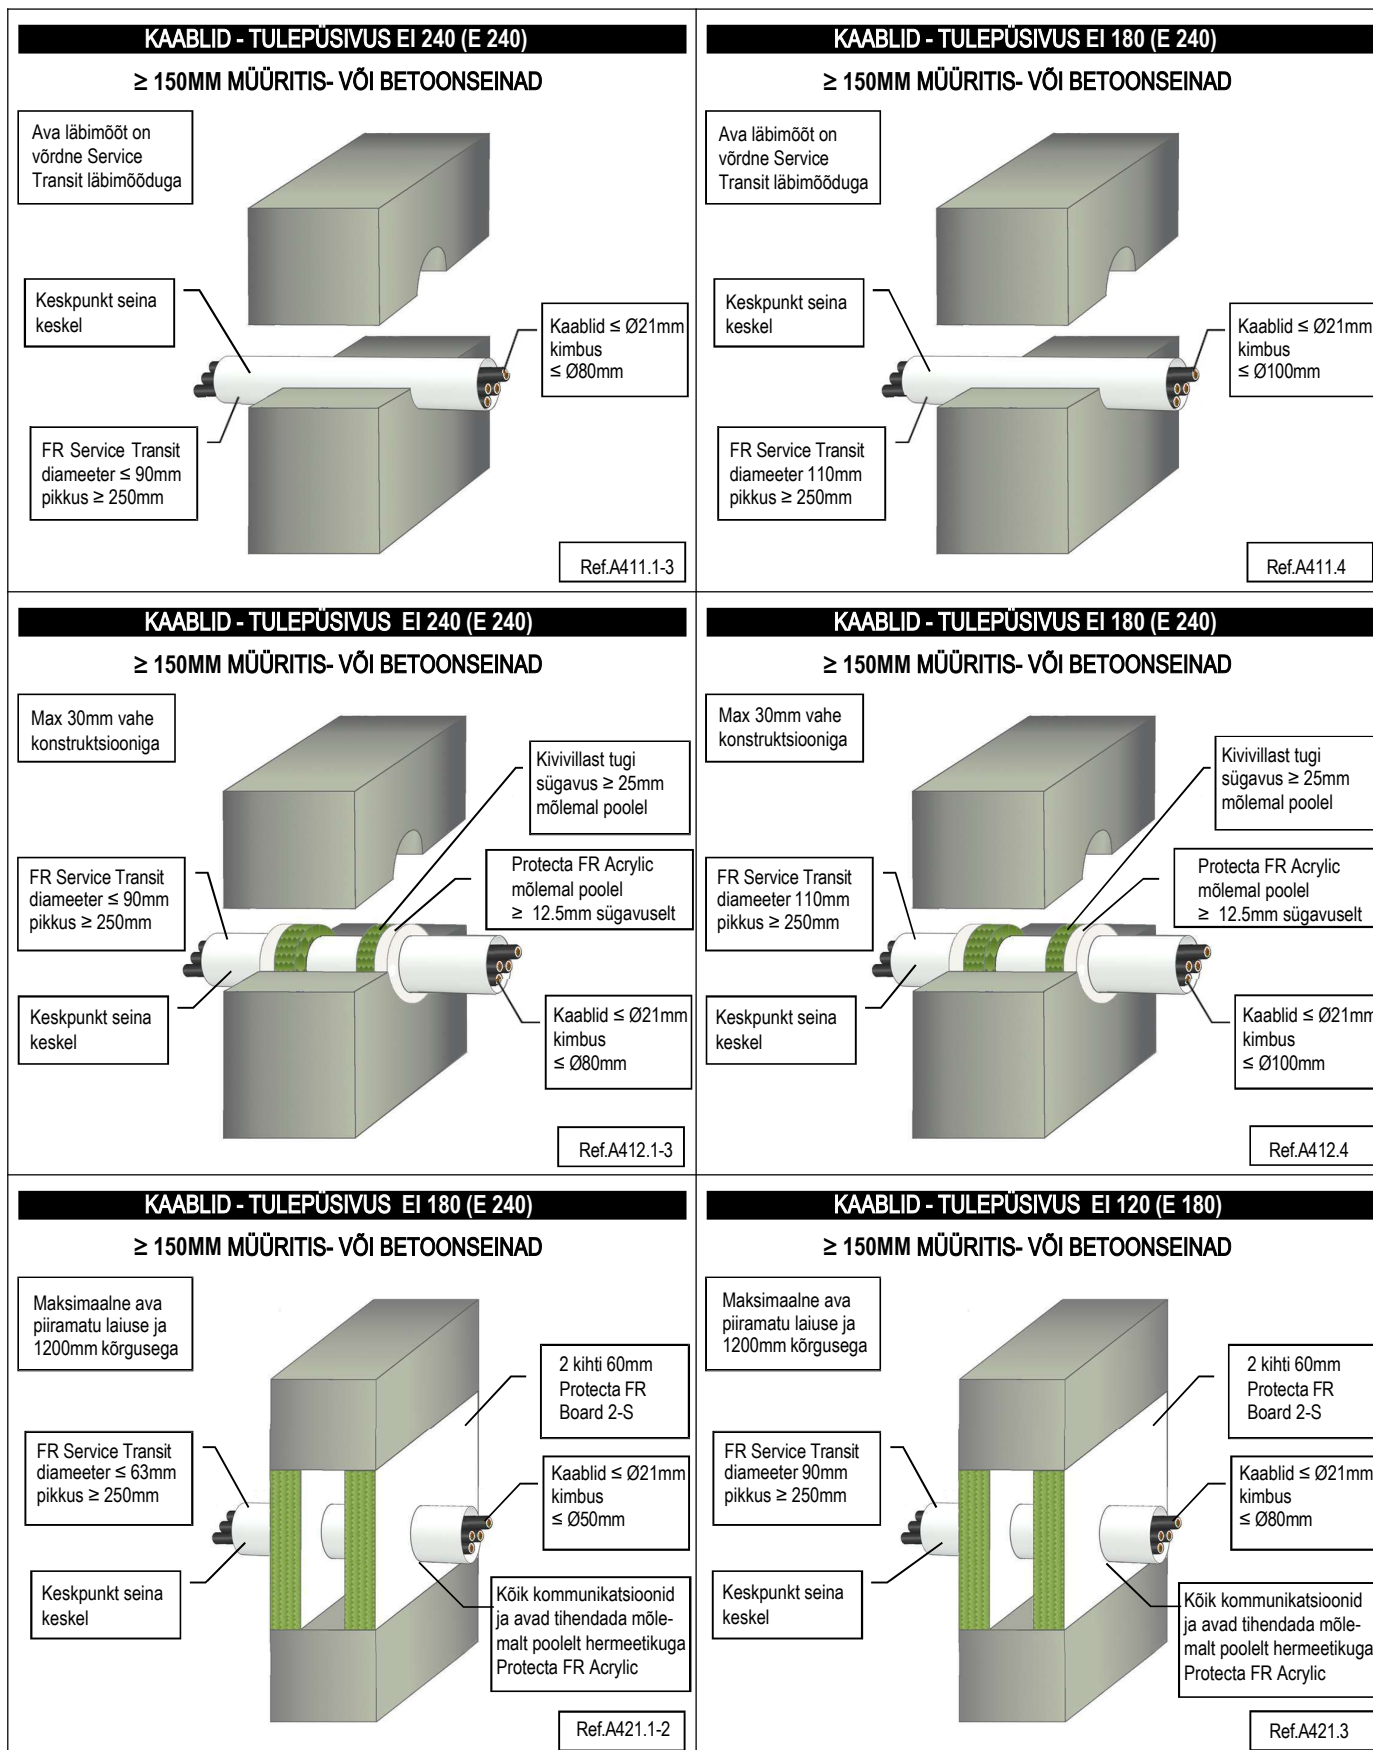 KAABLID - TULEPÜSIVUS EI 240 (E 240)
≥ 150MM MÜÜRITIS- VÕI BETOONSEINAD
Ava läbimõõt on
võrdne Service
Transit läbimõõduga
Keskpunkt seina
keskel
Kaablid ≤ Ø21mm
kimbus
≤ Ø80mm
FR Service Transit
diameeter ≤ 90mm
pikkus ≥ 250mm
Ref.A411.1-3
KAABLID - TULEPÜSIVUS EI 180 (E 240)
≥ 150MM MÜÜRITIS- VÕI BETOONSEINAD
Ava läbimõõt on
võrdne Service
Transit läbimõõduga
Keskpunkt seina
keskel
Kaablid ≤ Ø21mm
kimbus
≤ Ø100mm
FR Service Transit
diameeter 110mm
pikkus ≥ 250mm
Ref.A411.4
KAABLID - TULEPÜSIVUS EI 240 (E 240)
≥ 150MM MÜÜRITIS- VÕI BETOONSEINAD
Max 30mm vahe
konstruktsiooniga
Kivivillast tugi
sügavus ≥ 25mm
mõlemal poolel
FR Service Transit
diameeter ≤ 90mm
pikkus ≥ 250mm
Protecta FR Acrylic
mõlemal poolel
≥ 12.5mm sügavuselt
Keskpunkt seina
keskel
Kaablid ≤ Ø21mm
kimbus
≤ Ø80mm
Ref.A412.1-3
KAABLID - TULEPÜSIVUS EI 180 (E 240)
≥ 150MM MÜÜRITIS- VÕI BETOONSEINAD
Max 30mm vahe
konstruktsiooniga
Kivivillast tugi
sügavus ≥ 25mm
mõlemal poolel
FR Service Transit
diameeter 110mm
pikkus ≥ 250mm
Protecta FR Acrylic
mõlemal poolel
≥ 12.5mm sügavuselt
Keskpunkt seina
keskel
Kaablid ≤ Ø21mm
kimbus
≤ Ø100mm
Ref.A412.4
KAABLID - TULEPÜSIVUS EI 180 (E 240)
≥ 150MM MÜÜRITIS- VÕI BETOONSEINAD
Maksimaalne ava
piiramatu laiuse ja
1200mm kõrgusega
2 kihti 60mm
Protecta FR
Board 2-S
FR Service Transit
diameeter ≤ 63mm
pikkus ≥ 250mm
Kaablid ≤ Ø21mm
kimbus
≤ Ø50mm
Keskpunkt seina
keskel
Kõik kommunikatsioonid
ja avad tihendada mõle-
malt poolelt hermeetikuga
Protecta FR Acrylic
Ref.A421.1-2
KAABLID - TULEPÜSIVUS EI 120 (E 180)
≥ 150MM MÜÜRITIS- VÕI BETOONSEINAD
Maksimaalne ava
piiramatu laiuse ja
1200mm kõrgusega
2 kihti 60mm
Protecta FR
Board 2-S
FR Service Transit
diameeter 90mm
pikkus ≥ 250mm
Kaablid ≤ Ø21mm
kimbus
≤ Ø80mm
Keskpunkt seina
keskel
Kõik kommunikatsioonid
ja avad tihendada mõle-
malt poolelt hermeetikuga
Protecta FR Acrylic
Ref.A421.3